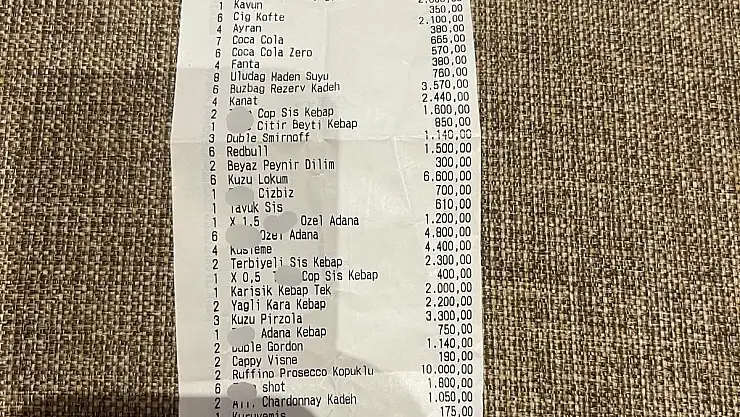 1 Kavun
6 Cig Kofte 350,00
4 Ayran 2.100,00
7 Coca Cola 380,00
6 Coca Cola Zero 665,00
4 Fanta 570,00
8 Uludag Maden Suyu 380,00
6 Buzbag Rezerv Kadeh 760,00
4 Kanat 3.570,00
2 Cop Sis Kebap 2.440,00
1 Citir Beyti Kebap 1.600,00
3 Duble Smirnoff 850,00
6 Redbull 1.140,00
2 Beyaz Peynir Dilim 1.500,00
6 Kuzu Lokum 300,00
1 Cizbiz 6.600,00
1 Tavuk Sis 700,00
1 X 1,5 Ozel Adana 610,00
6 Ozel Adana 1.200,00
4 Kusleme 4.800,00
2 Terbiyeli Sis Kebap 4.400,00
1 X 0,5 Cop Sis Kebap 2.300,00
1 Karisik Kebap Tek 400,00
2 Yagli Kara Kebap 2.000,00
3 Kuzu Pirzola 2.200,00
1 Adana Kebap 3.300,00
2 Duble Gordon 750,00
2 Cappy Visne 1.140,00
2 Ruffino Prosecco Kopuklu 190,00
6 shot 10.000,00
2 Chardonnay Kadeh 1.800,00
1 Kuruyemis 1.050,00
175,00